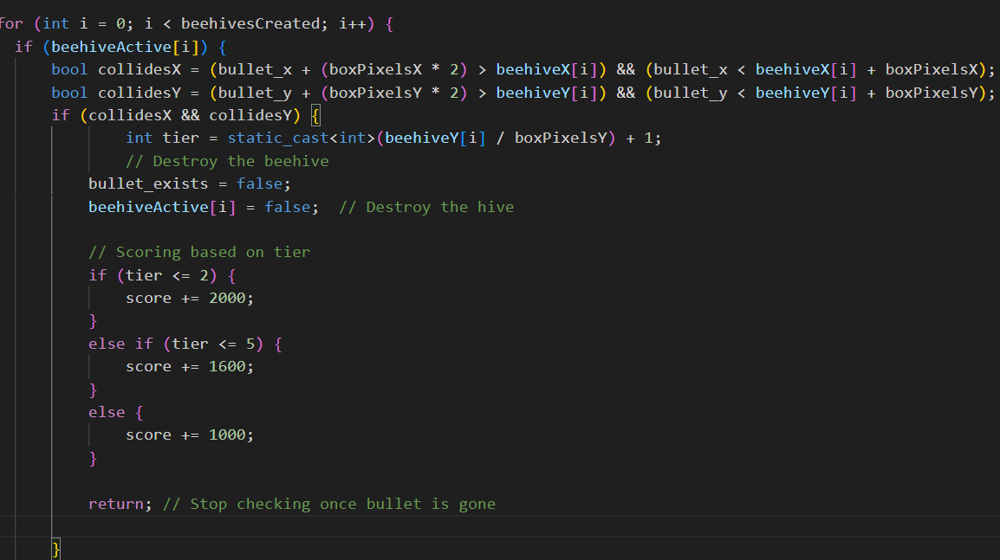 for (int i = 0; i < beehivesCreated; i++) {
if (beehiveActive[i]) {
bool collidesX = (bullet_x + (boxPixelsX * 2) > beehiveX[i]) && (bullet_x < beehiveX[i] + boxPixelsX);
bool collidesY = (bullet_y + (boxPixelsY * 2) > beehiveY[i]) && (bullet_y < beehiveY[i] + boxPixelsY);
if (collidesX && collidesY) {
int tier = static_cast<int>(beehiveY[i] / boxPixelsY) + 1;
// Destroy the beehive
bullet_exists = false;
beehiveActive[i] = false;  // Destroy the hive
// Scoring based on tier
if (tier <= 2) {
score += 2000;
}
else if (tier <= 5) {
score += 1600;
}
else {
score += 1000;
}
return; // Stop checking once bullet is gone
}